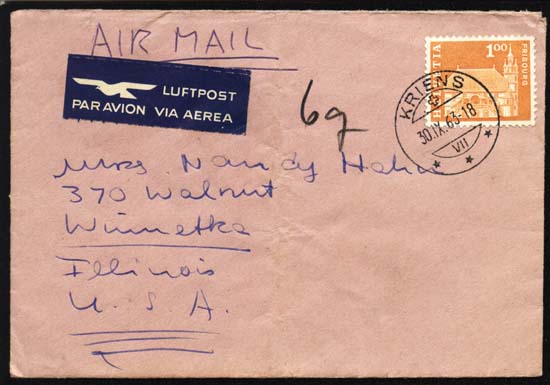 AIR MAIL
LUFTPOST
PAR AVION VIA AEREA
1.00
HELVETIA
FRIBOURG
KRIENS
30.IX.63-18
VII
6g
Nancy Hahn
370 Walnut
Winnetka
Illinois
U. S. A.